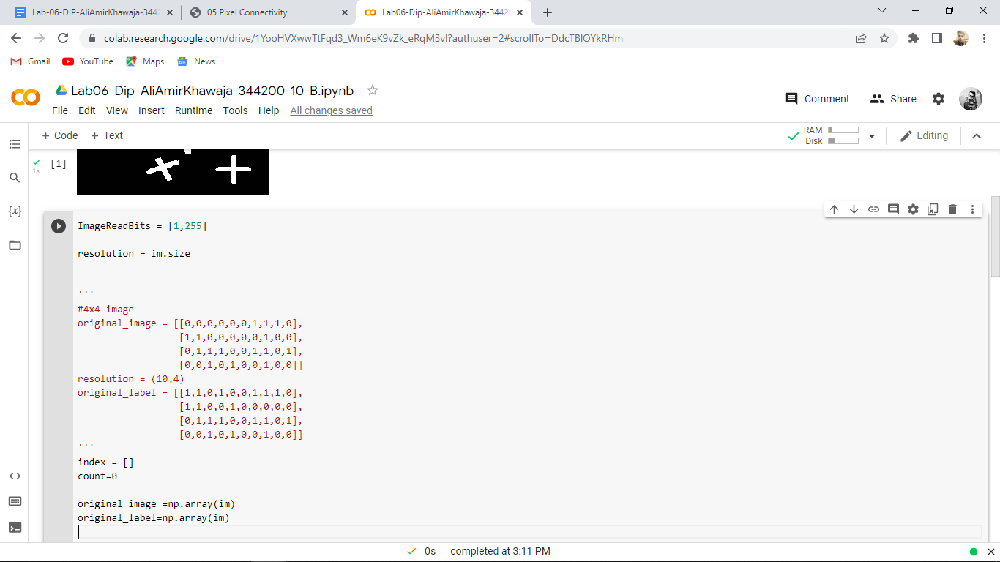 Lab-06-DIP-AliAmirKhawaja-3442
05 Pixel Connectivity
Lab06-Dip-AliAmirKhawaja-34420
colab.research.google.com/drive/1YooHVXwwTtFqd3_Wm6eK9vZk_eRqM3vl?authuser=2#scrollTo=DdcTBlOYkRHm
Gmail
YouTube
Maps
News
Lab06-Dip-AliAmirKhawaja-344200-10-B.ipynb
Comment
Share
File Edit View Insert Runtime Tools Help All changes saved
+ Code + Text
RAM
Disk
Editing
[1]
1s
{x}
ImageReadBits = [1,255]
resolution = im.size
'''
#4x4 image
original_image = [[0,0,0,0,0,0,1,1,1,0],
[1,1,0,0,0,0,0,1,0,0],
[0,1,1,1,0,0,1,1,0,1],
[0,0,1,0,1,0,0,1,0,0]]
resolution = (10,4)
original_label = [[1,1,0,1,0,0,1,1,1,0],
[1,1,0,0,1,0,0,0,0,0],
[0,1,1,1,0,0,1,1,0,1],
[0,0,1,0,1,0,0,1,0,0]]
'''
index = []
count=0
original_image =np.array(im)
original_label=np.array(im)
0s completed at 3:11 PM